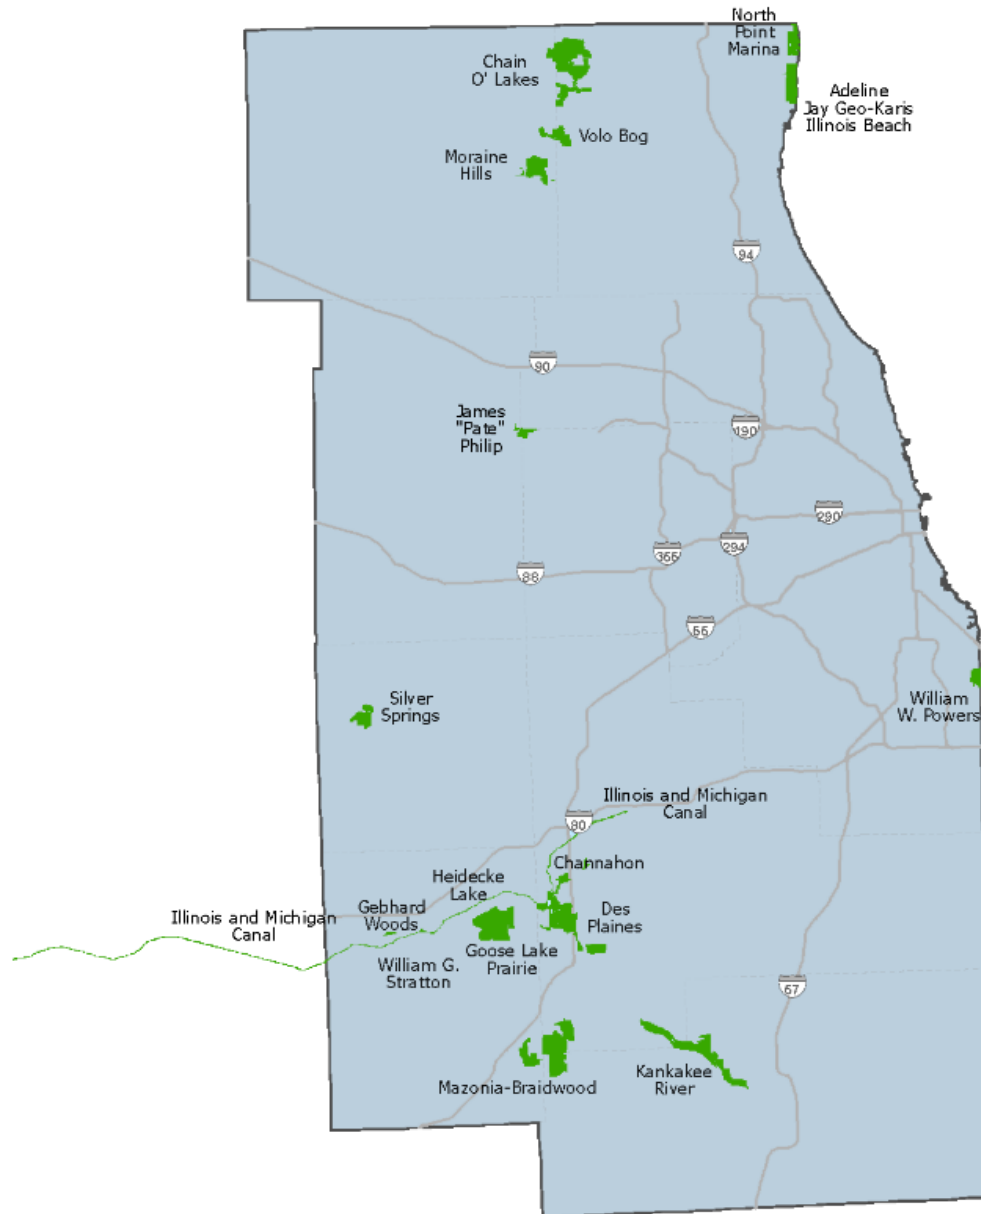 North
Point
Marina
Chain
O' Lakes
Adeline
Jay Geo-Karis
Illinois Beach
Volo Bog
Moraine
Hills
94
90
James
"Pate"
Philip
190
290
294
355
88
55
Silver
Springs
William
W. Powers
Illinois and Michigan
Canal
80
Channahon
Heidecke
Lake
Gebhard
Woods
Illinois and Michigan
Canal
Des
Plaines
Goose Lake
Prairie
William G.
Stratton
57
Kankakee
River
Mazonia-Braidwood